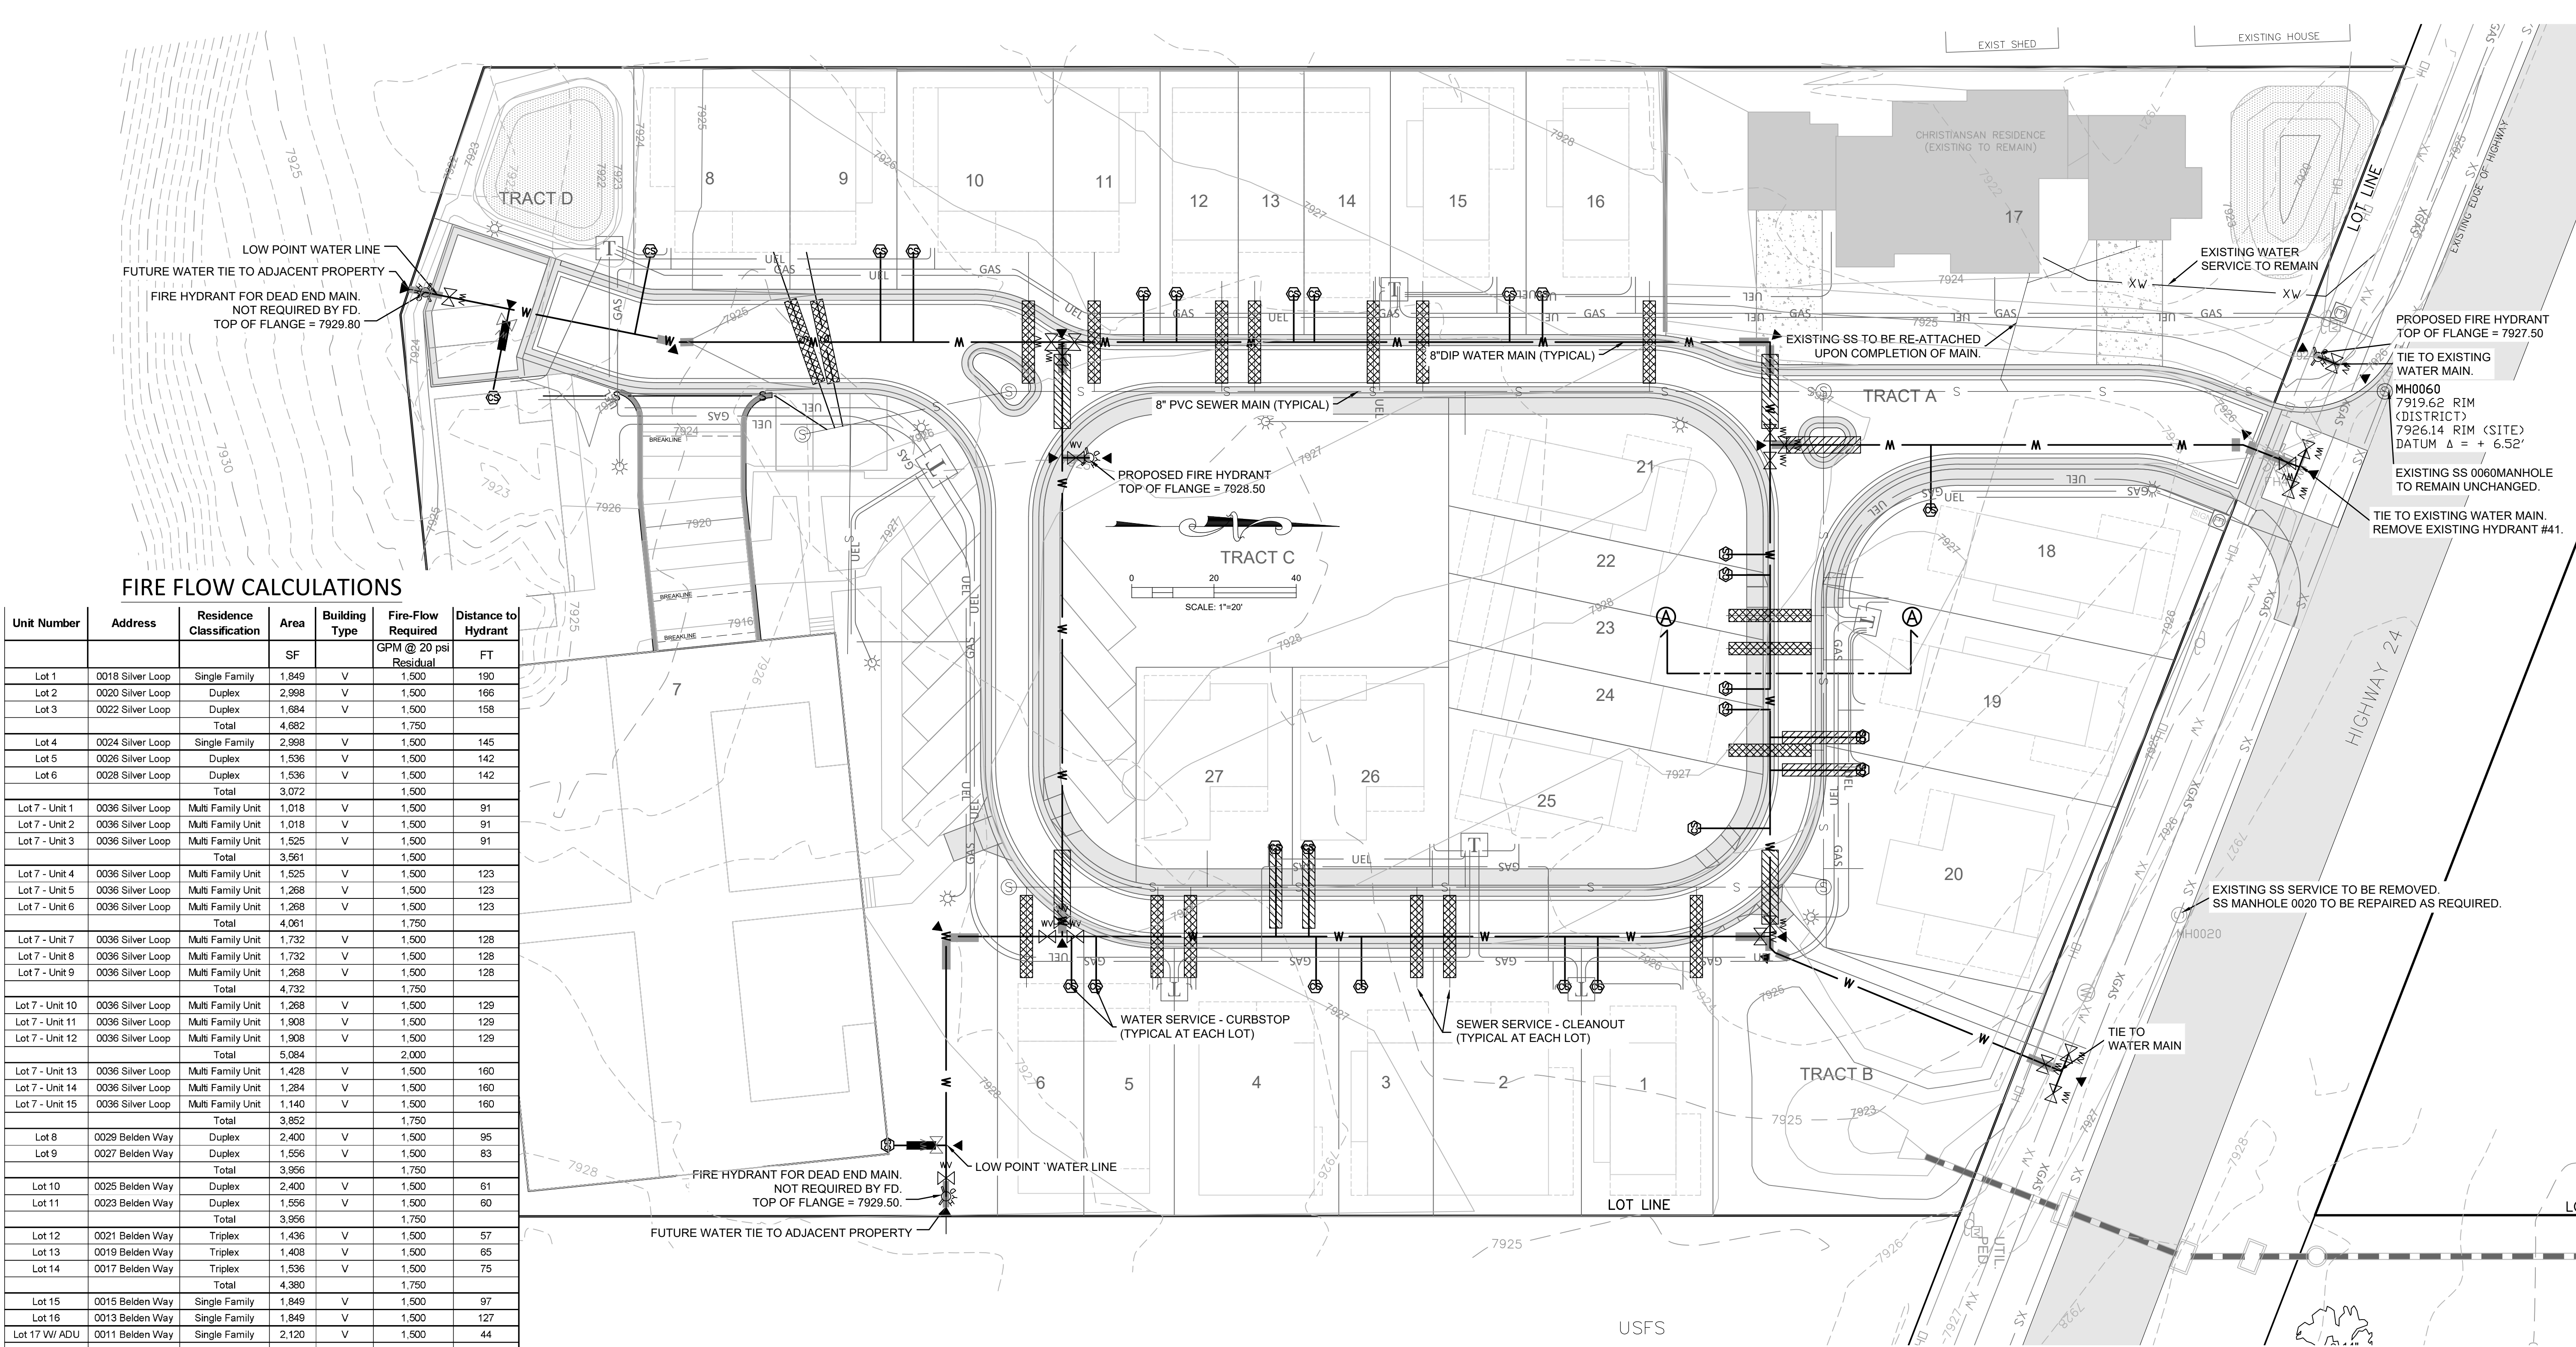 EXIST SHED
EXISTING HOUSE
CHRISTIANSAN RESIDENCE
(EXISTING TO REMAIN)
TRACT D
8
9
10
11
12
13
14
15
16
17
LOT LINE
EXISTING EDGE OF HIGHWAY
LOW POINT WATER LINE
FUTURE WATER TIE TO ADJACENT PROPERTY
FIRE HYDRANT FOR DEAD END MAIN.
NOT REQUIRED BY FD.
TOP OF FLANGE = 7929.80
EXISTING WATER
SERVICE TO REMAIN
PROPOSED FIRE HYDRANT
TOP OF FLANGE = 7927.50
TIE TO EXISTING
WATER MAIN.
EXISTING SS TO BE RE-ATTACHED
UPON COMPLETION OF MAIN.
8"DIP WATER MAIN (TYPICAL)
8" PVC SEWER MAIN (TYPICAL)
TRACT A
MH0060
7919.62 RIM
(DISTRICT)
7926.14 RIM (SITE)
DATUM Δ = + 6.52'
EXISTING SS 0060MANHOLE
TO REMAIN UNCHANGED.
TIE TO EXISTING WATER MAIN.
REMOVE EXISTING HYDRANT #41.
PROPOSED FIRE HYDRANT
TOP OF FLANGE = 7928.50
TRACT C
0 20 40
SCALE: 1"=20'
BREAKLINE
BREAKLINE
BREAKLINE
7
21
22
23
24
25
26
27
18
19
20
A
A
HIGHWAY 24
EXISTING SS SERVICE TO BE REMOVED.
SS MANHOLE 0020 TO BE REPAIRED AS REQUIRED.
MH0020
WATER SERVICE - CURBSTOP
(TYPICAL AT EACH LOT)
SEWER SERVICE - CLEANOUT
(TYPICAL AT EACH LOT)
TIE TO
WATER MAIN
6
5
4
3
2
1
TRACT B
LOW POINT `WATER LINE
FIRE HYDRANT FOR DEAD END MAIN.
NOT REQUIRED BY FD.
TOP OF FLANGE = 7929.50.
FUTURE WATER TIE TO ADJACENT PROPERTY
LOT LINE
UTIL.
PED.
USFS
FIRE FLOW CALCULATIONS
Unit Number Address Residence Classification Area Building Type Fire-Flow Required Distance to Hydrant
SF GPM @ 20 psi Residual FT
Lot 1 0018 Silver Loop Single Family 1,849 V 1,500 190
Lot 2 0020 Silver Loop Duplex 2,998 V 1,500 166
Lot 3 0022 Silver Loop Duplex 1,684 V 1,500 158
Total 4,682 1,750
Lot 4 0024 Silver Loop Single Family 2,998 V 1,500 145
Lot 5 0026 Silver Loop Duplex 1,536 V 1,500 142
Lot 6 0028 Silver Loop Duplex 1,536 V 1,500 142
Total 3,072 1,500
Lot 7 - Unit 1 0036 Silver Loop Multi Family Unit 1,018 V 1,500 91
Lot 7 - Unit 2 0036 Silver Loop Multi Family Unit 1,018 V 1,500 91
Lot 7 - Unit 3 0036 Silver Loop Multi Family Unit 1,525 V 1,500 91
Total 3,561 1,500
Lot 7 - Unit 4 0036 Silver Loop Multi Family Unit 1,525 V 1,500 123
Lot 7 - Unit 5 0036 Silver Loop Multi Family Unit 1,268 V 1,500 123
Lot 7 - Unit 6 0036 Silver Loop Multi Family Unit 1,268 V 1,500 123
Total 4,061 1,750
Lot 7 - Unit 7 0036 Silver Loop Multi Family Unit 1,732 V 1,500 128
Lot 7 - Unit 8 0036 Silver Loop Multi Family Unit 1,732 V 1,500 128
Lot 7 - Unit 9 0036 Silver Loop Multi Family Unit 1,268 V 1,500 128
Total 4,732 1,750
Lot 7 - Unit 10 0036 Silver Loop Multi Family Unit 1,268 V 1,500 129
Lot 7 - Unit 11 0036 Silver Loop Multi Family Unit 1,908 V 1,500 129
Lot 7 - Unit 12 0036 Silver Loop Multi Family Unit 1,908 V 1,500 129
Total 5,084 2,000
Lot 7 - Unit 13 0036 Silver Loop Multi Family Unit 1,428 V 1,500 160
Lot 7 - Unit 14 0036 Silver Loop Multi Family Unit 1,284 V 1,500 160
Lot 7 - Unit 15 0036 Silver Loop Multi Family Unit 1,140 V 1,500 160
Total 3,852 1,750
Lot 8 0029 Belden Way Duplex 2,400 V 1,500 95
Lot 9 0027 Belden Way Duplex 1,556 V 1,500 83
Total 3,956 1,750
Lot 10 0025 Belden Way Duplex 2,400 V 1,500 61
Lot 11 0023 Belden Way Duplex 1,556 V 1,500 60
Total 3,956 1,750
Lot 12 0021 Belden Way Triplex 1,436 V 1,500 57
Lot 13 0019 Belden Way Triplex 1,408 V 1,500 65
Lot 14 0017 Belden Way Triplex 1,536 V 1,500 75
Total 4,380 1,750
Lot 15 0015 Belden Way Single Family 1,849 V 1,500 97
Lot 16 0013 Belden Way Single Family 1,849 V 1,500 127
Lot 17 W/ ADU 0011 Belden Way Single Family 2,120 V 1,500 44